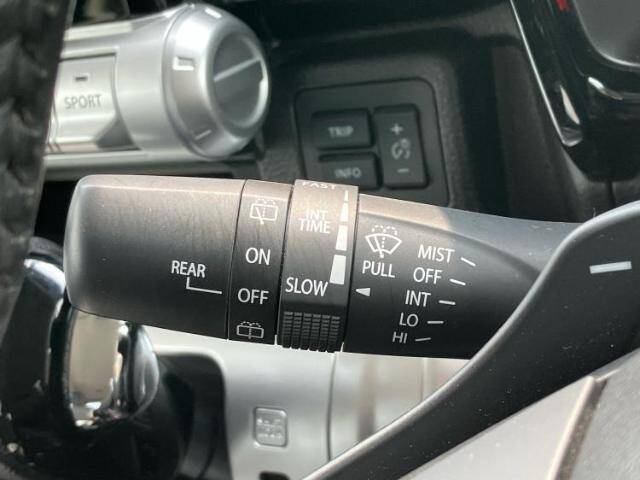 SPORT
TRIP
INFO
+
-
FAST
INT
TIME
SLOW
REAR
ON
OFF
PULL
MIST
OFF
INT
LO
HI